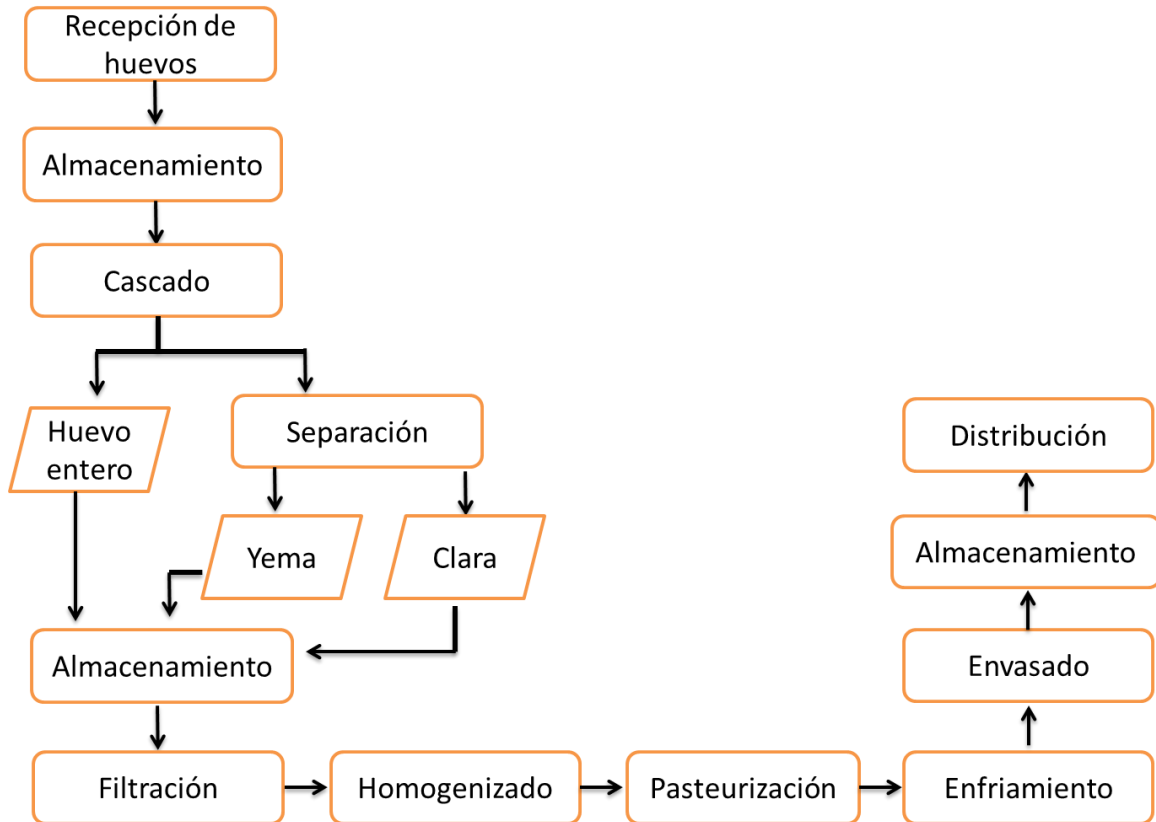 Recepción de
huevos
Almacenamiento
Cascado
Huevo
entero
Separación
Yema
Clara
Almacenamiento
Filtración
Homogenizado
Pasteurización
Enfriamiento
Envasado
Almacenamiento
Distribución